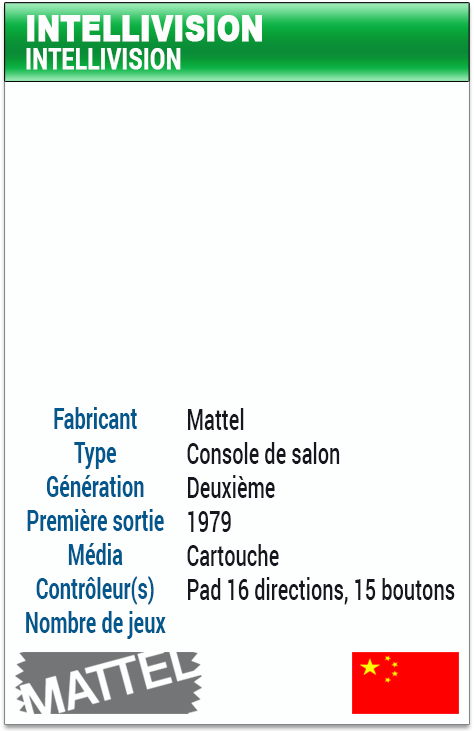 INTELLIVISION
INTELLIVISION
Fabricant Mattel
Type Console de salon
Génération Deuxième
Première sortie 1979
Média Cartouche
Contrôleur(s) Pad 16 directions, 15 boutons
Nombre de jeux
MATTEL